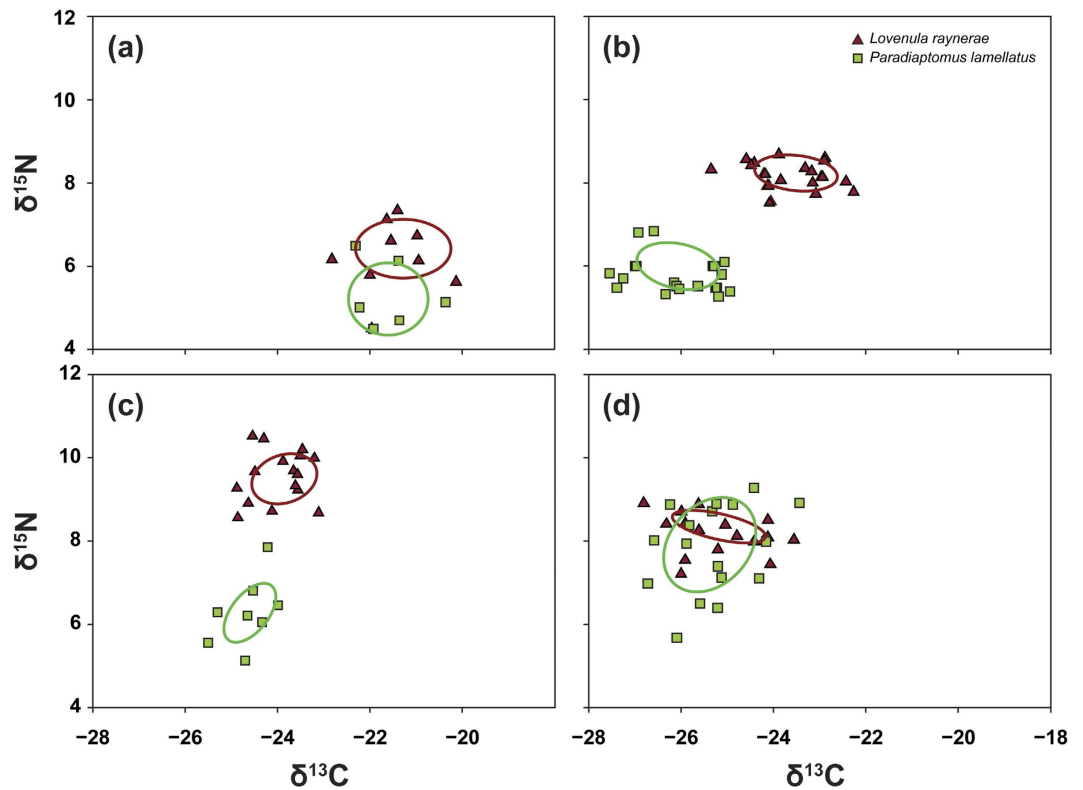 12
(a)
(b)
Lovenula raynerae
Paradiaptomus lamellatus
10
δ¹⁵N
8
6
4
12
(c)
(d)
10
δ¹⁵N
8
6
4
−28 −26 −24 −22 −20
−28 −26 −24 −22 −20 −18
δ¹³C
δ¹³C